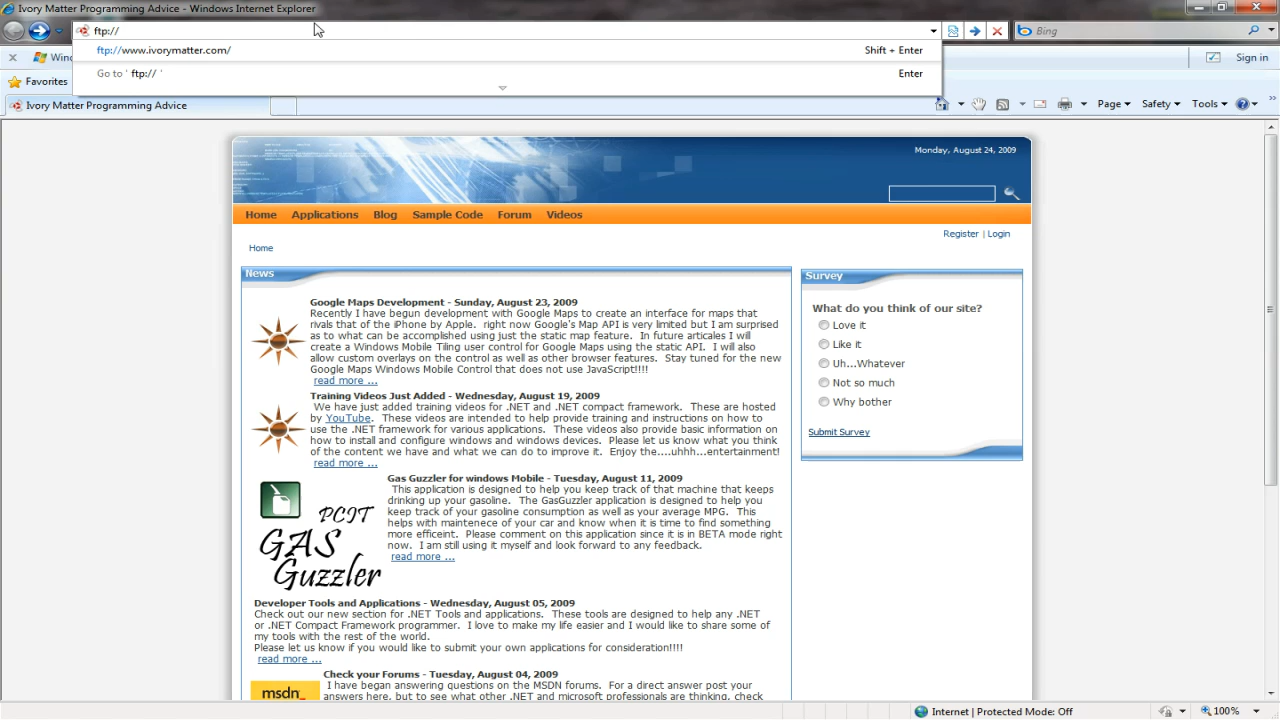 Ivory Matter Programming Advice - Windows Internet Explorer
ftp://
Bing
ftp://www.ivorymatter.com/ Shift + Enter
Go to ' ftp:// ' Enter
Sign in
Favorites
Ivory Matter Programming Advice
Page Safety Tools
Monday, August 24, 2009
Home Applications Blog Sample Code Forum Videos
Register | Login
Home
News
Google Maps Development - Sunday, August 23, 2009
Recently I have begun development with Google Maps to create an interface for maps that
rivals that of the iPhone by Apple. right now Google's Map API is very limited but I am surprised
as to what can be accomplished using just the static map feature. In future articales I will
create a Windows Mobile Tiling user control for Google Maps using the static API. I will also
allow custom overlays on the control as well as other browser features. Stay tuned for the new
Google Maps Windows Mobile Control that does not use JavaScript!!!!
read more ...
Training Videos Just Added - Wednesday, August 19, 2009
We have just added training videos for .NET and .NET compact framework. These are hosted
by YouTube. These videos are intended to help provide training and instructions on how to
use the .NET framework for various applications. These videos also provide basic information on
how to install and configure windows and windows devices. Please let us know what you think
of the content we have and what we can do to improve it. Enjoy the....uhhh...entertainment!
read more ...
Gas Guzzler for windows Mobile - Tuesday, August 11, 2009
This application is designed to help you keep track of that machine that keeps
drinking up your gasoline. The GasGuzzler application is designed to help you
keep track of your gasoline consumption as well as your average MPG. This
helps with maintenece of your car and know when it is time to find something
more efficeint. Please comment on this application since it is in BETA mode right
now. I am still using it myself and look forward to any feedback.
read more ...
PCIT
GAS
Guzzler
Developer Tools and Applications - Wednesday, August 05, 2009
Check out our new section for .NET Tools and applications. These tools are designed to help any .NET
or .NET Compact Framework programmer. I love to make my life easier and I would like to share some of
my tools with the rest of the world.
Please let us know if you would like to submit your own applications for consideration!!!!
read more ...
Check your Forums - Tuesday, August 04, 2009
I have began answering questions on the MSDN forums. For a direct answer post your
answers here, but to see what other .NET and microsoft professionals are thinking, check
msdn
Survey
What do you think of our site?
Love it
Like it
Uh...Whatever
Not so much
Why bother
Submit Survey
Internet | Protected Mode: Off
100%